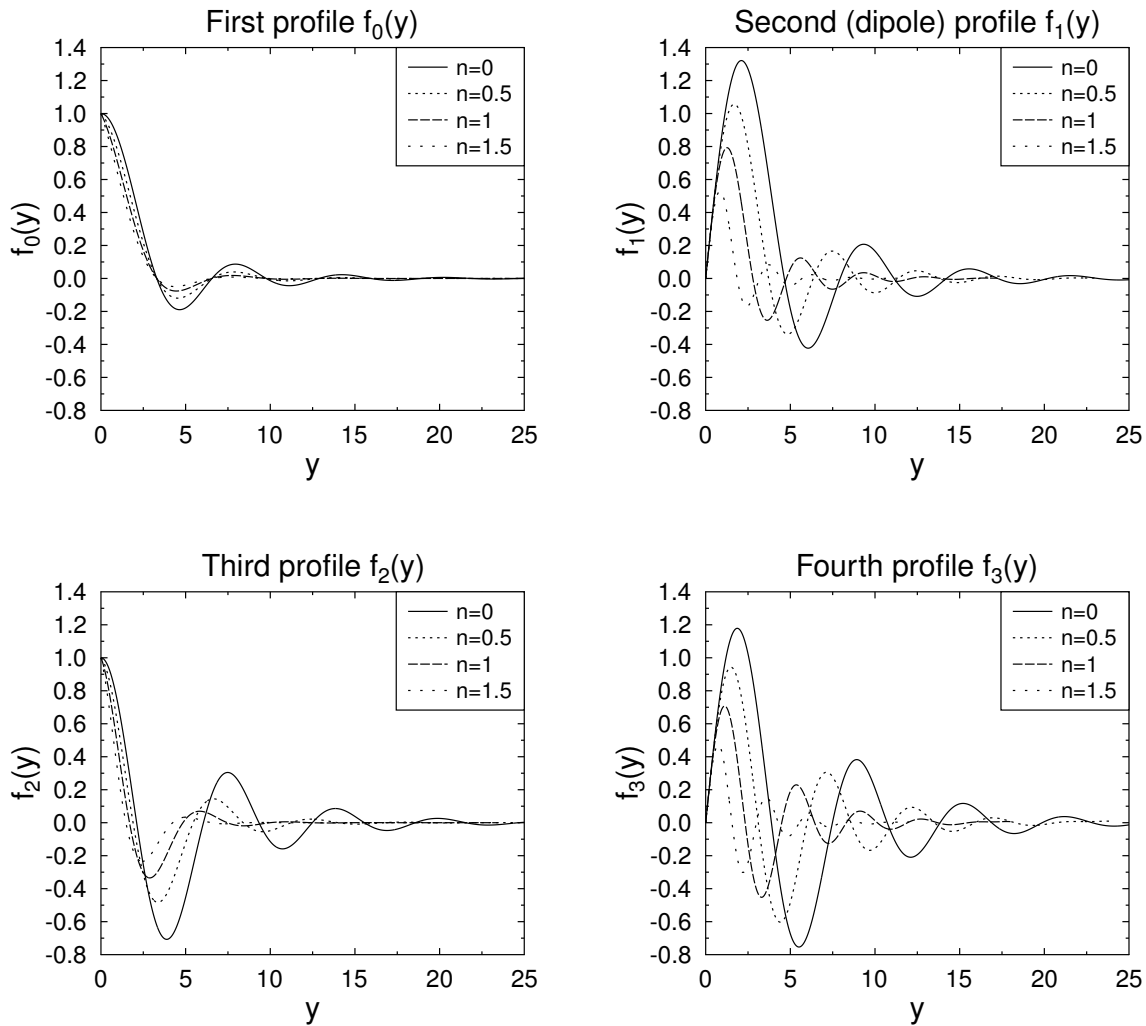 First profile f₀(y)
1.4
1.2
1.0
0.8
0.6
0.4
0.2
0.0
-0.2
-0.4
-0.6
-0.8
f₀(y)
n=0
n=0.5
n=1
n=1.5
0 5 10 15 20 25
y
Second (dipole) profile f₁(y)
1.4
1.2
1.0
0.8
0.6
0.4
0.2
0.0
-0.2
-0.4
-0.6
-0.8
f₁(y)
n=0
n=0.5
n=1
n=1.5
0 5 10 15 20 25
y
Third profile f₂(y)
1.4
1.2
1.0
0.8
0.6
0.4
0.2
0.0
-0.2
-0.4
-0.6
-0.8
f₂(y)
n=0
n=0.5
n=1
n=1.5
0 5 10 15 20 25
y
Fourth profile f₃(y)
1.4
1.2
1.0
0.8
0.6
0.4
0.2
0.0
-0.2
-0.4
-0.6
-0.8
f₃(y)
n=0
n=0.5
n=1
n=1.5
0 5 10 15 20 25
y